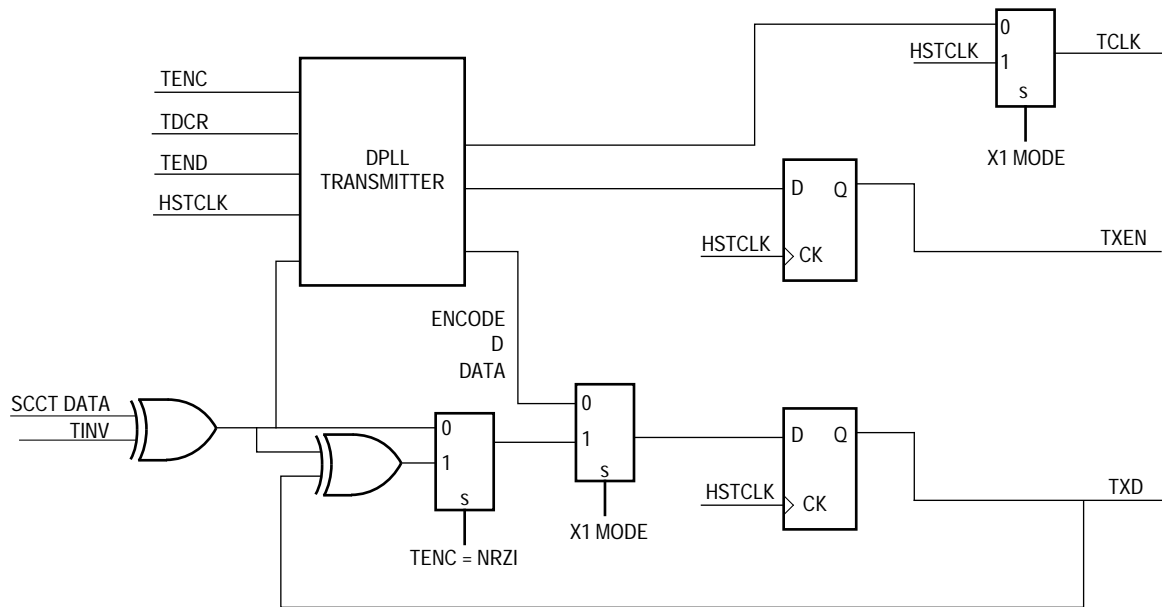 0
HSTCLK
1
TCLK
s
X1 MODE
TENC
TDCR
TEND
HSTCLK
DPLL
TRANSMITTER
D
Q
HSTCLK
CK
TXEN
ENCODE
D
DATA
SCCT DATA
TINV
0
1
s
TENC = NRZI
0
1
s
X1 MODE
D
Q
HSTCLK
CK
TXD